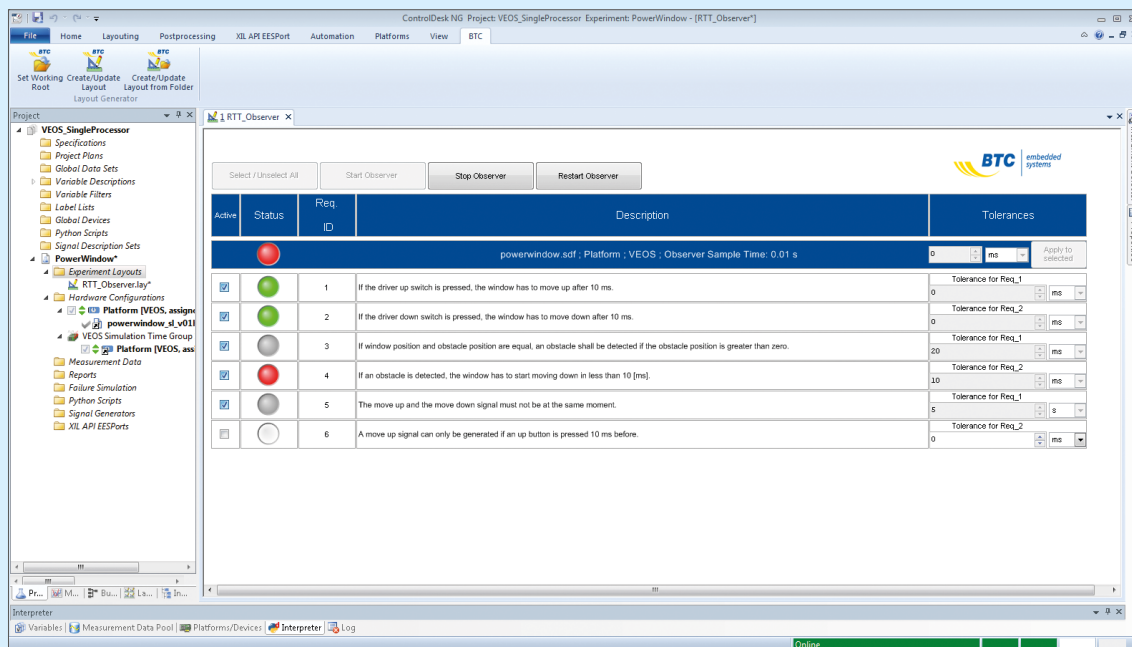 ControlDesk NG Project: VEOS_SingleProcessor Experiment: PowerWindow - [RTT_Observer*]
File Home Layouting Postprocessing XIL API EESPort Automation Platforms View BTC
BTC BTC BTC
Set Working Root
Create/Update Layout
Create/Update Layout from Folder
Layout Generator
Project
VEOS_SingleProcessor
Specifications
Project Plans
Global Data Sets
Variable Descriptions
Variable Filters
Label Lists
Global Devices
Python Scripts
Signal Description Sets
PowerWindow*
Experiment Layouts
RTT_Observer.lay*
Hardware Configurations
Platform [VEOS, assigne
powerwindow_sl_v01
VEOS Simulation Time Group
Platform [VEOS, ass
Measurement Data
Reports
Failure Simulation
Python Scripts
Signal Generators
XIL API EESPorts
Pr... M... Bu... La... In...
1 RTT_Observer
Select / Unselect All Start Observer Stop Observer Restart Observer
BTC embedded systems
Active Status Req. ID Description Tolerances
powerwindow.sdf ; Platform ; VEOS ; Observer Sample Time: 0.01 s 0 ms Apply to selected
Tolerance for Req_1
1 If the driver up switch is pressed, the window has to move up after 10 ms. 0 ms
Tolerance for Req_2
2 If the driver down switch is pressed, the window has to move down after 10 ms. 0 ms
Tolerance for Req_1
3 If window position and obstacle position are equal, an obstacle shall be detected if the obstacle position is greater than zero. 20 ms
Tolerance for Req_2
4 If an obstacle is detected, the window has to start moving down in less than 10 [ms]. 10 ms
Tolerance for Req_1
5 The move up and the move down signal must not be at the same moment. 5 s
Tolerance for Req_2
6 A move up signal can only be generated if an up button is pressed 10 ms before. 0 ms
Interpreter
Variables Measurement Data Pool Platforms/Devices Interpreter Log
Online